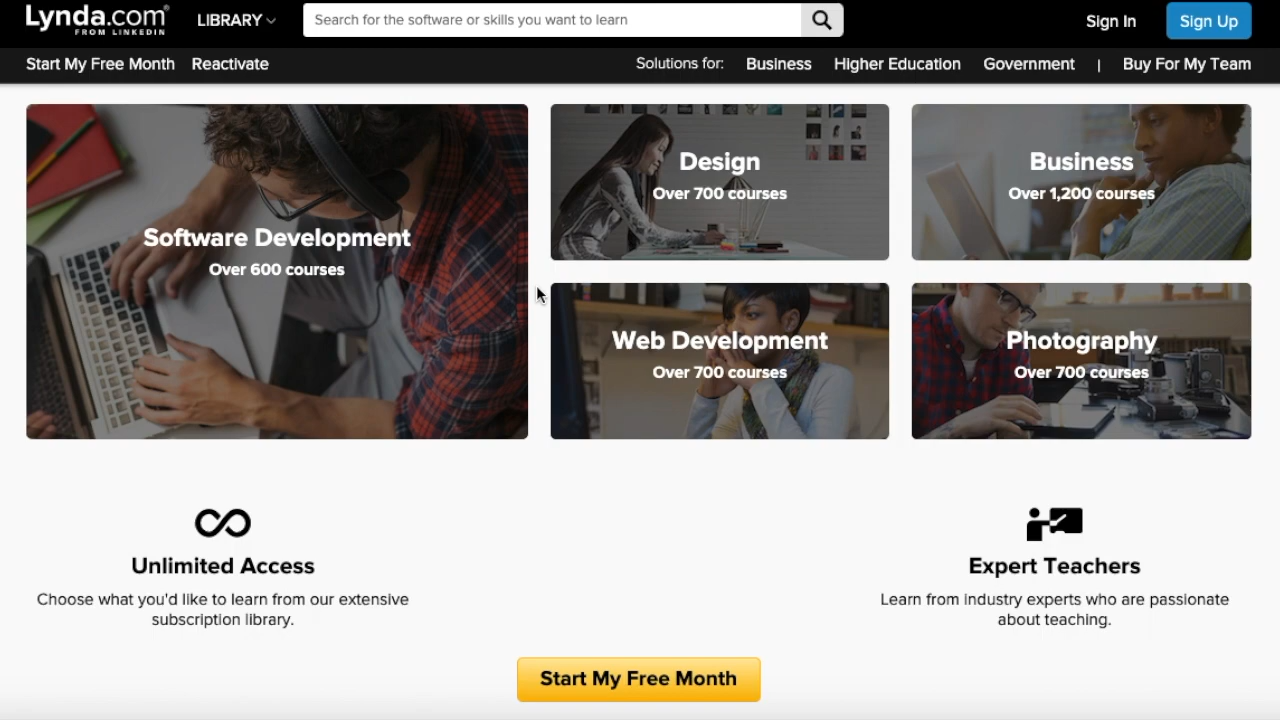 Lynda.com®
FROM LINKEDIN
LIBRARY
Search for the software or skills you want to learn
Sign In
Sign Up
Start My Free Month
Reactivate
Solutions for:
Business
Higher Education
Government
|
Buy For My Team
Software Development
Over 600 courses
Design
Over 700 courses
Business
Over 1,200 courses
Web Development
Over 700 courses
Photography
Over 700 courses
Unlimited Access
Choose what you'd like to learn from our extensive
subscription library.
Expert Teachers
Learn from industry experts who are passionate
about teaching.
Start My Free Month